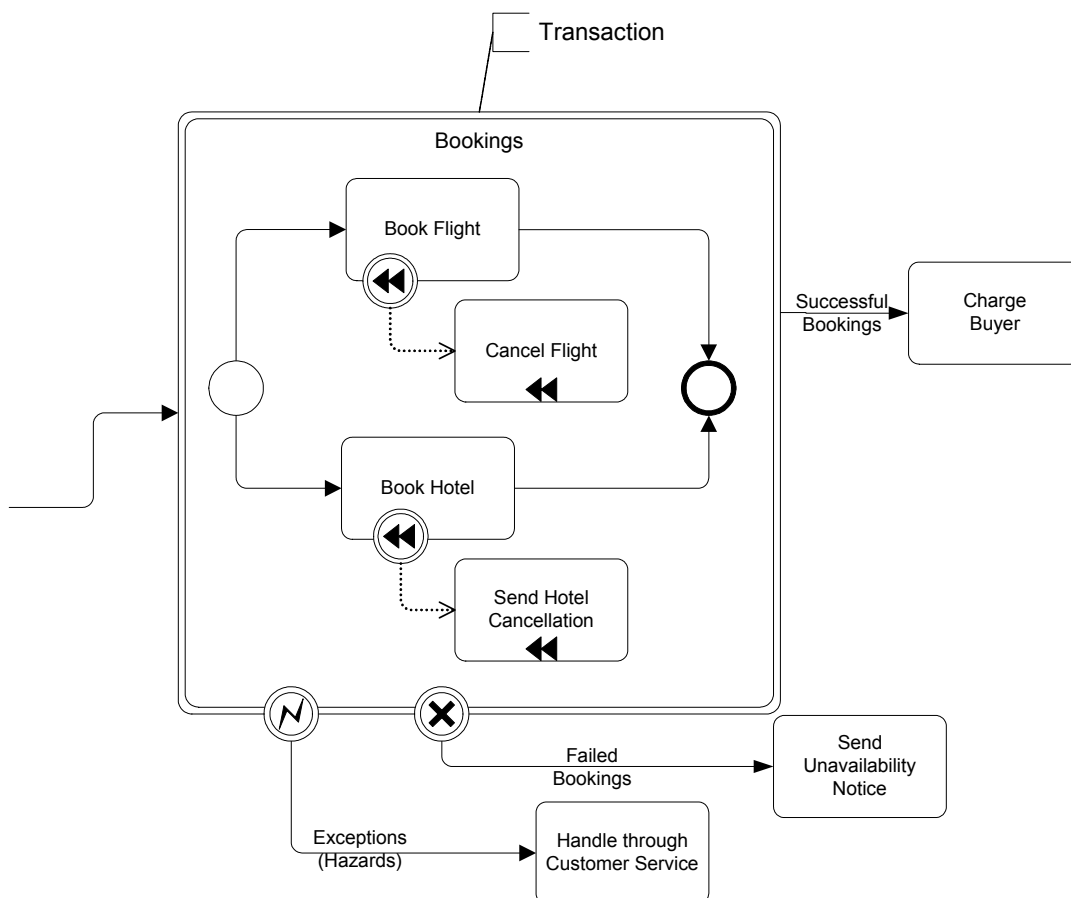 Transaction
Bookings
Book Flight
Cancel Flight
Successful
Bookings
Charge
Buyer
Book Hotel
Send Hotel
Cancellation
Failed
Bookings
Send
Unavailability
Notice
Exceptions
(Hazards)
Handle through
Customer Service